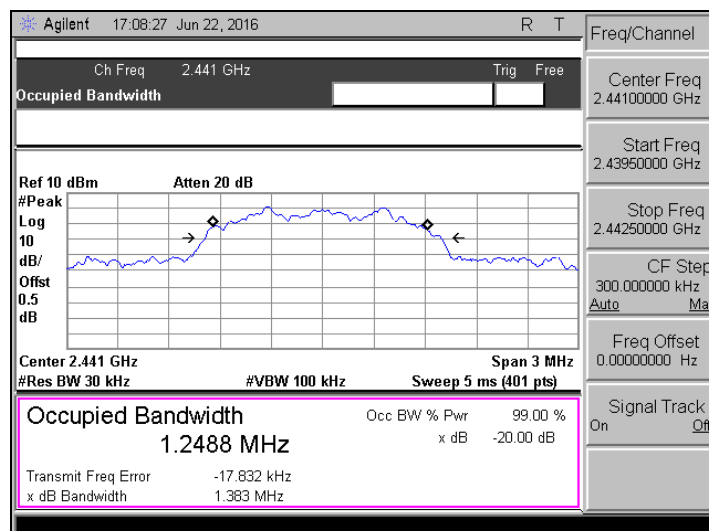 Agilent 17:08:27 Jun 22, 2016 R T
Ch Freq 2.441 GHz Trig Free
Occupied Bandwidth
Ref 10 dBm Atten 20 dB
#Peak
Log
10
dB/
Offst
0.5
dB
Center 2.441 GHz Span 3 MHz
#Res BW 30 kHz #VBW 100 kHz Sweep 5 ms (401 pts)
Occupied Bandwidth Occ BW % Pwr 99.00 %
1.2488 MHz x dB -20.00 dB
Transmit Freq Error -17.832 kHz
x dB Bandwidth 1.383 MHz
Freq/Channel
Center Freq
2.44100000 GHz
Start Freq
2.43950000 GHz
Stop Freq
2.44250000 GHz
CF Step
300.000000 kHz
Auto Ma
Freq Offset
0.00000000 Hz
Signal Track
On Off